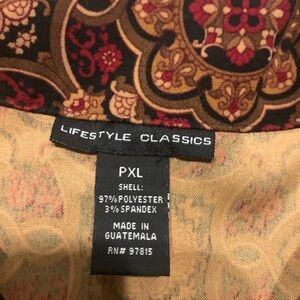 LIFESTYLE CLASSICS
PXL
SHELL:
97% POLYESTER
3% SPANDEX
MADE IN
GUATEMALA
RN# 97815